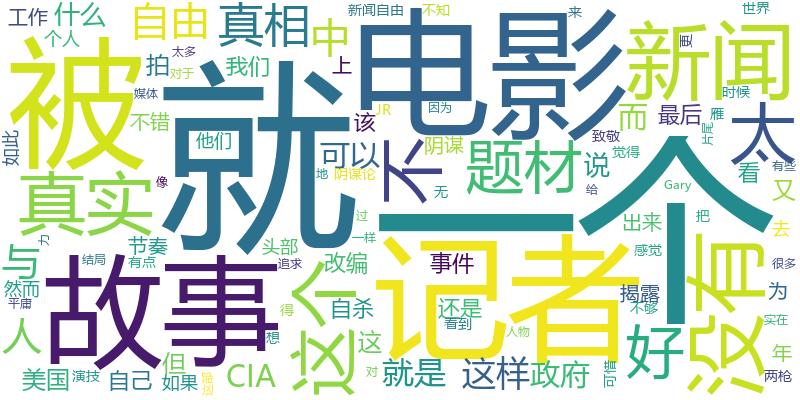 工作
什么
自由
真相
新闻自由
不知
来
世界
个人
太多
中
电影
更
新闻
被
就
拍
对于
我们
上
时候
媒体
JR
因为
而
最后
雁
太
如此
不错
他们
该
不
阴谋
题材
说
致敬
片尾
可以
觉得
看
有些
真实
像
地
阴谋论
无
给
Gary
又
一个
与
节奏
头部
这个
过
一样
记者
出来
把
没有
去
力
故事
改编
事件
感觉
很多
然而
结局
有点
追求
揭露
为
平庸
得
自杀
还是
看到
不够
实在
人
想
这
人物
好
年
但
美国
演技
自己
如果
CIA
对
就是
这样
政府
可惜
两枪